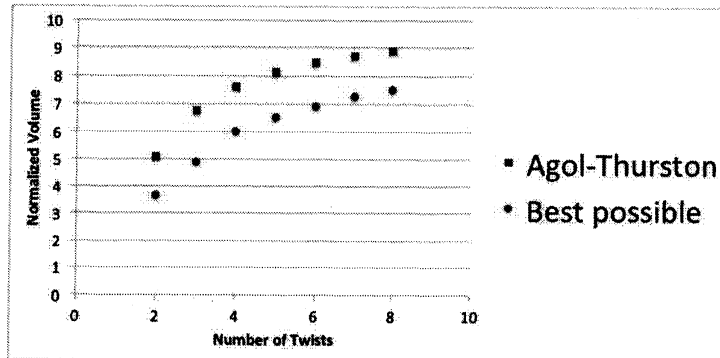 10
9
8
7
6
5
4
3
2
1
0
Normalized Volume
0 2 4 6 8 10
Number of Twists
Agol-Thurston
Best possible